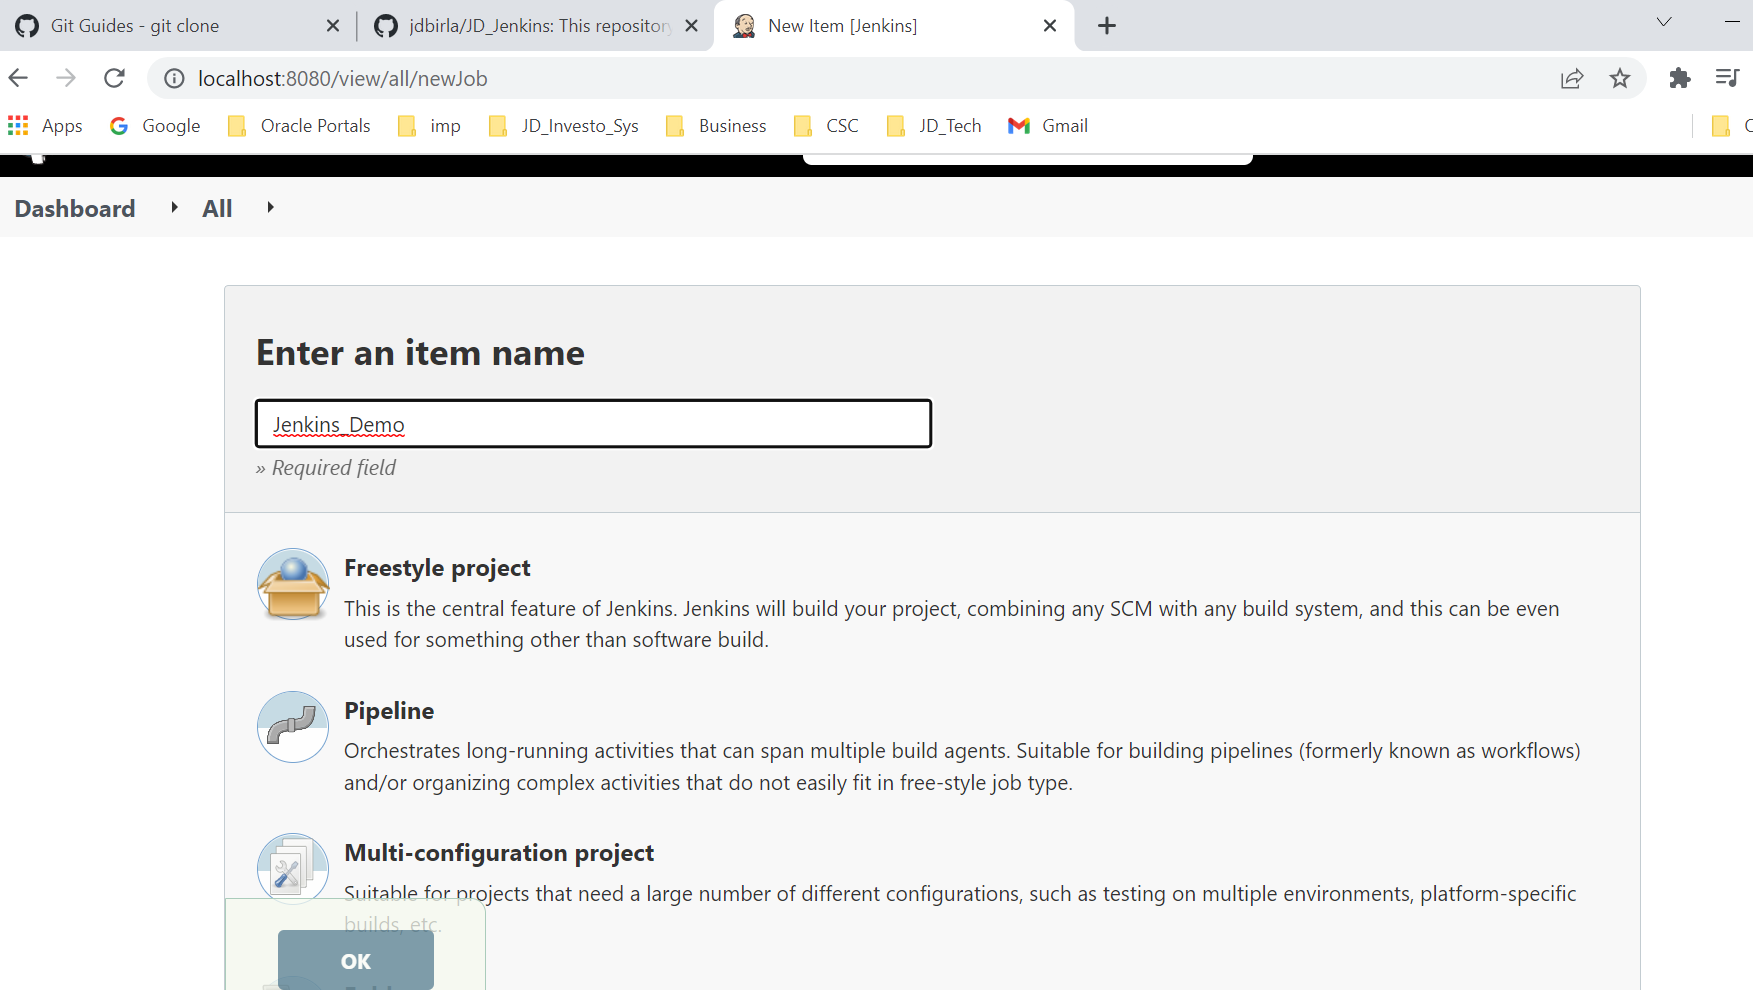 Git Guides - git clone
jdbirla/JD_Jenkins: This repository
New Item [Jenkins]
localhost:8080/view/all/newJob
Apps Google Oracle Portals imp JD_Investo_Sys Business CSC JD_Tech Gmail
Dashboard All
Enter an item name
Jenkins_Demo
» Required field
Freestyle project
This is the central feature of Jenkins. Jenkins will build your project, combining any SCM with any build system, and this can be even
used for something other than software build.
Pipeline
Orchestrates long-running activities that can span multiple build agents. Suitable for building pipelines (formerly known as workflows)
and/or organizing complex activities that do not easily fit in free-style job type.
Multi-configuration project
Suitable for projects that need a large number of different configurations, such as testing on multiple environments, platform-specific
builds, etc.
OK